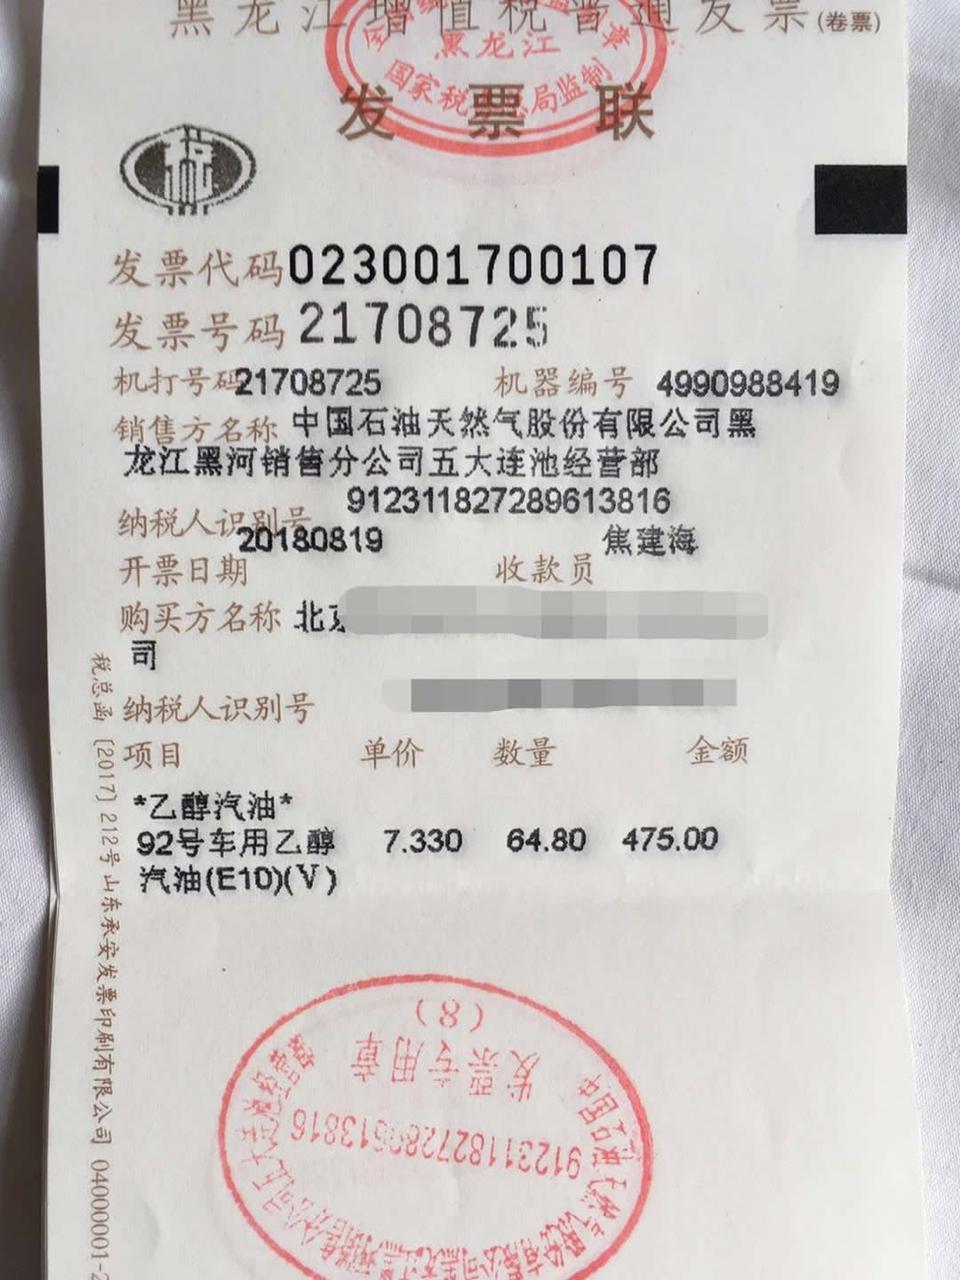 黑龙江增值税普通发票(卷票)
黑龙江
国家税务总局监制
发票联
发票代码023001700107
发票号码21708725
机打号码21708725 机器编号 4990988419
销售方名称 中国石油天然气股份有限公司黑
龙江黑河销售分公司五大连池经营部
纳税人识别号 912311827289613816
开票日期 20180819 收款员 焦建海
购买方名称 北京
司
纳税人识别号
项目 单价 数量 金额
*乙醇汽油*
92号车用乙醇 7.330 64.80 475.00
汽油(E10)(V)
税总函〔2017〕212号山东承安发票印刷有限公司 04000001-2
(8)
发票专用章
912311827289613816